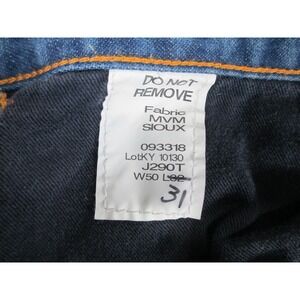 DO NOT
REMOVE
Fabric
MVM
SIOUX
093318
LotKY 10130
J290T
W50 L32
31